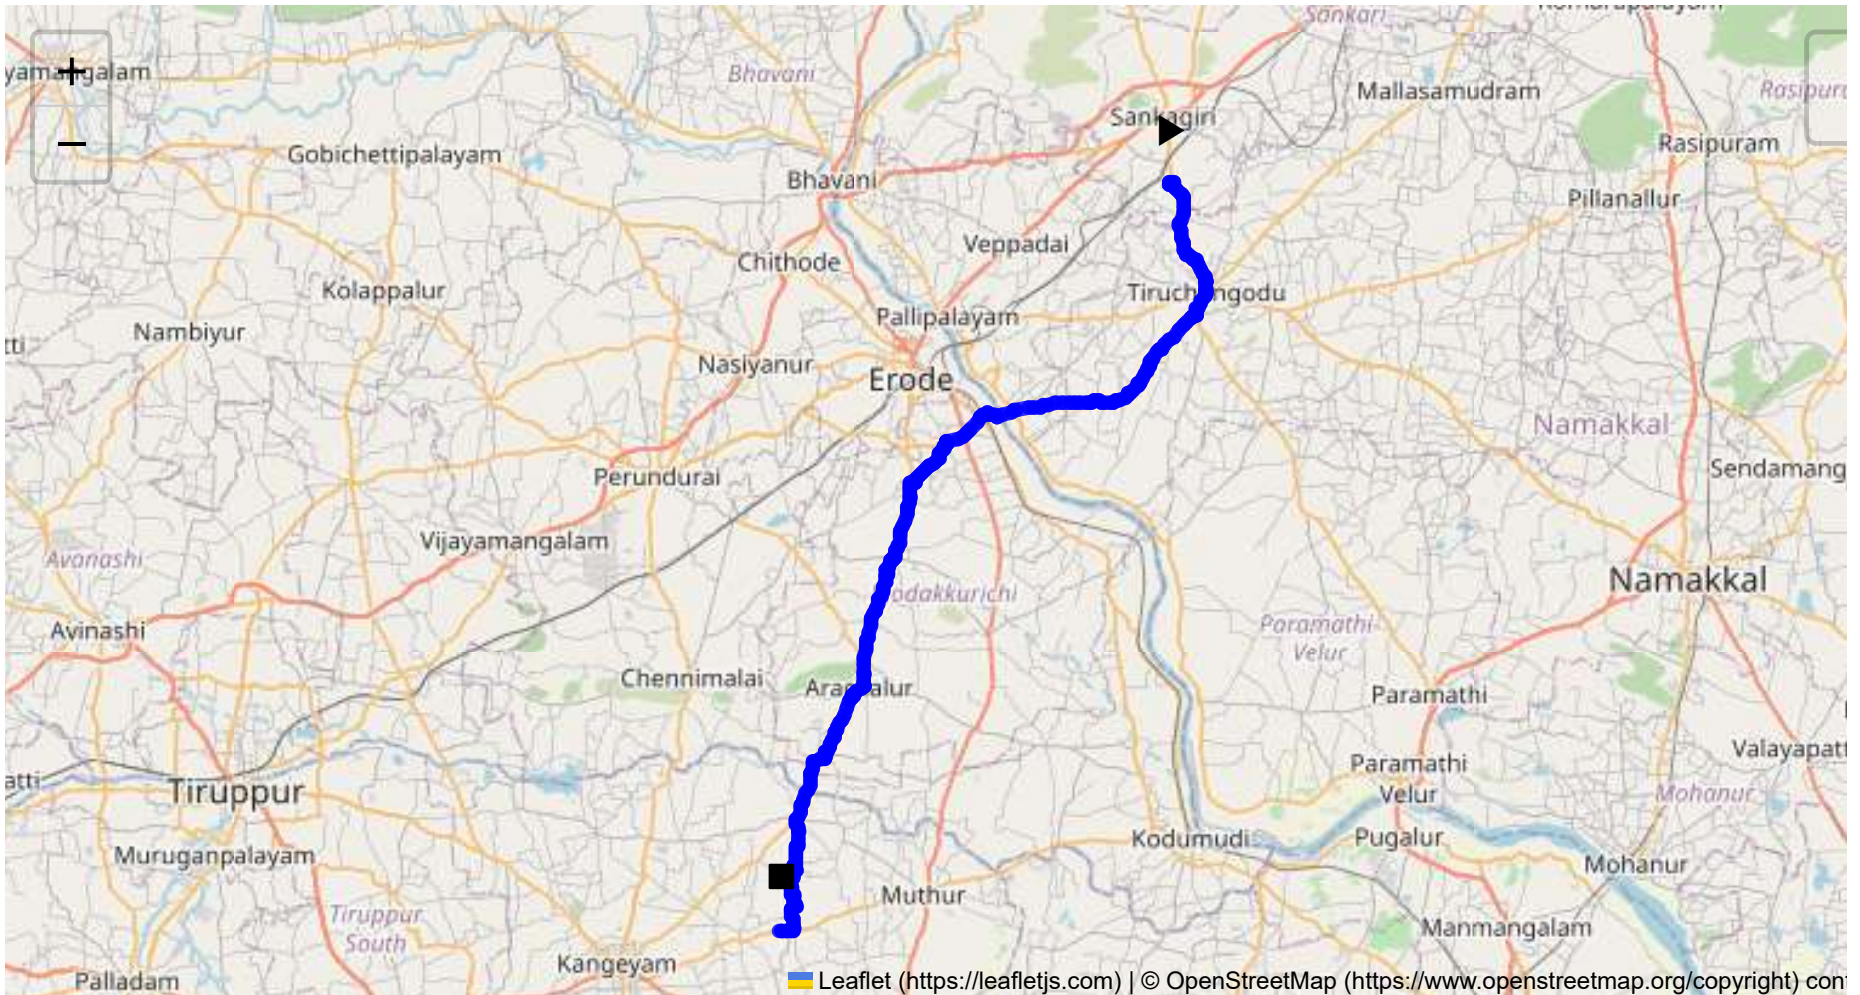 Sankari
+
galam
Bhavani
Mallasamudram
Sankagiri
Rasipuram
−
Gobichettipalayam
Bhavani
Pillanallur
Veppadai
Chithode
Kolappalur
Tiruchengodu
Pallipalayam
Nambiyur
Nasiyanur
Erode
Namakkal
Sendamang
Perundurai
Vijayamangalam
Avanashi
Namakkal
odakkurichi
Paramathi-
Velur
Avinashi
Chennimalai
Arachalur
Paramathi
Valayapatt
Paramathi
Velur
Tiruppur
Mohanur
Kodumudi
Pugalur
Muruganpalayam
Mohanur
Muthur
Tiruppur
South
Manmangalam
Kangeyam
Palladam
Leaflet (https://leafletjs.com) | © OpenStreetMap (https://www.openstreetmap.org/copyright) con